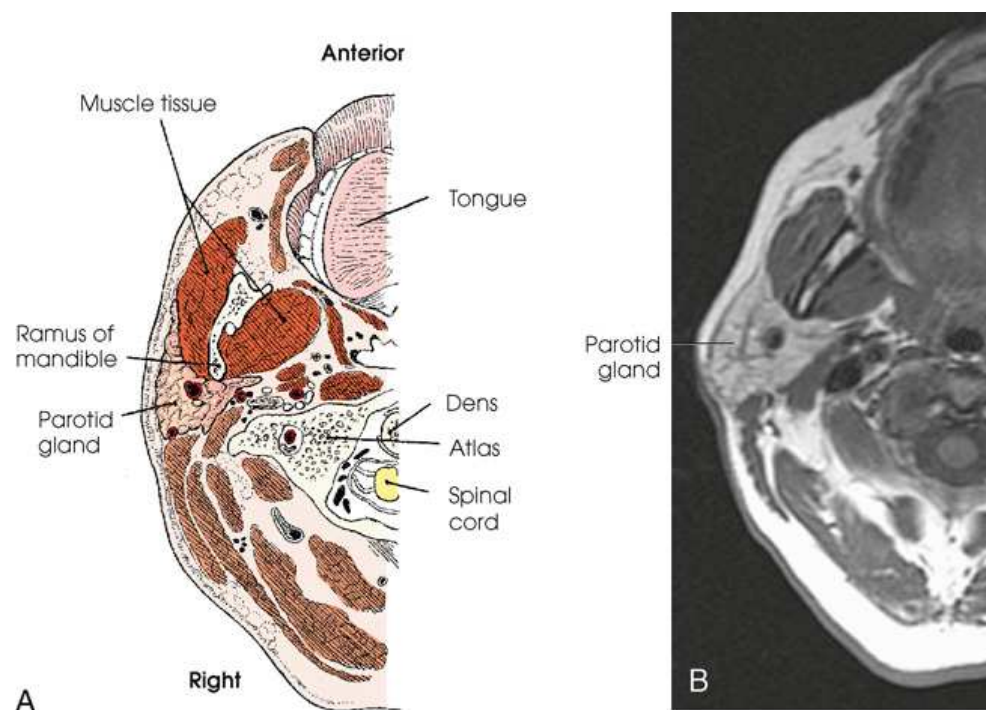 Anterior
Muscle tissue
Tongue
Ramus of
mandible
Parotid
gland
Dens
Atlas
Spinal
cord
Right
A
Parotid
gland
B